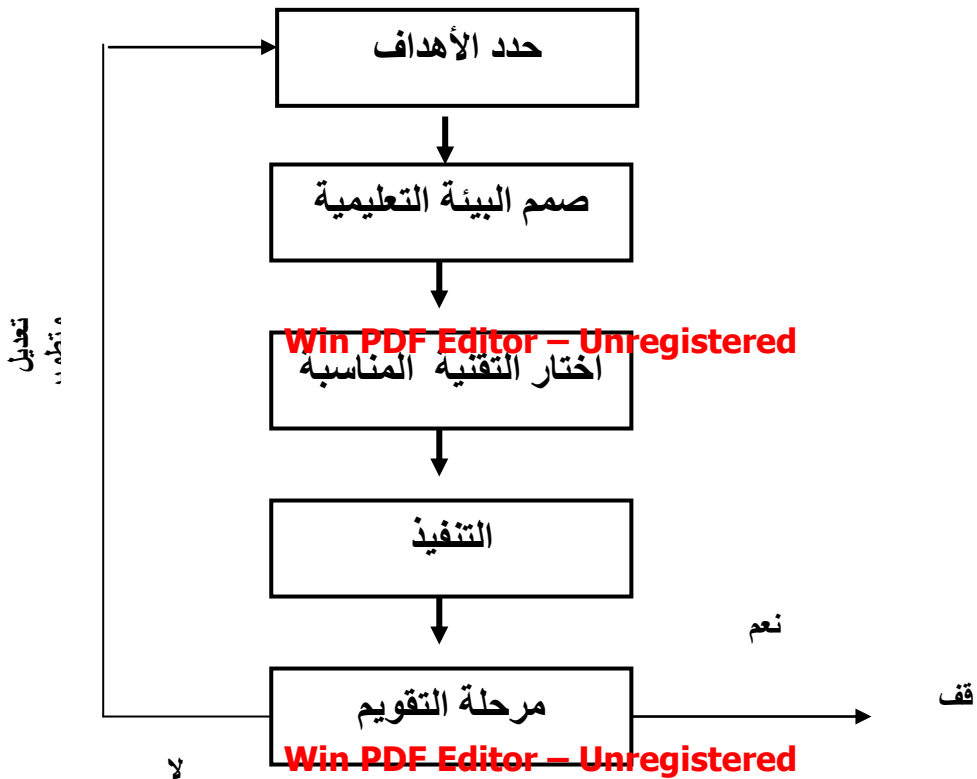 حدد الأهداف
صمم البيئة التعليمية
Win PDF Editor – Unregistered
اختار التقنية المناسبة
التنفيذ
نعم
مرحلة التقويم
قف
Win PDF Editor – Unregistered
لا
تعديل